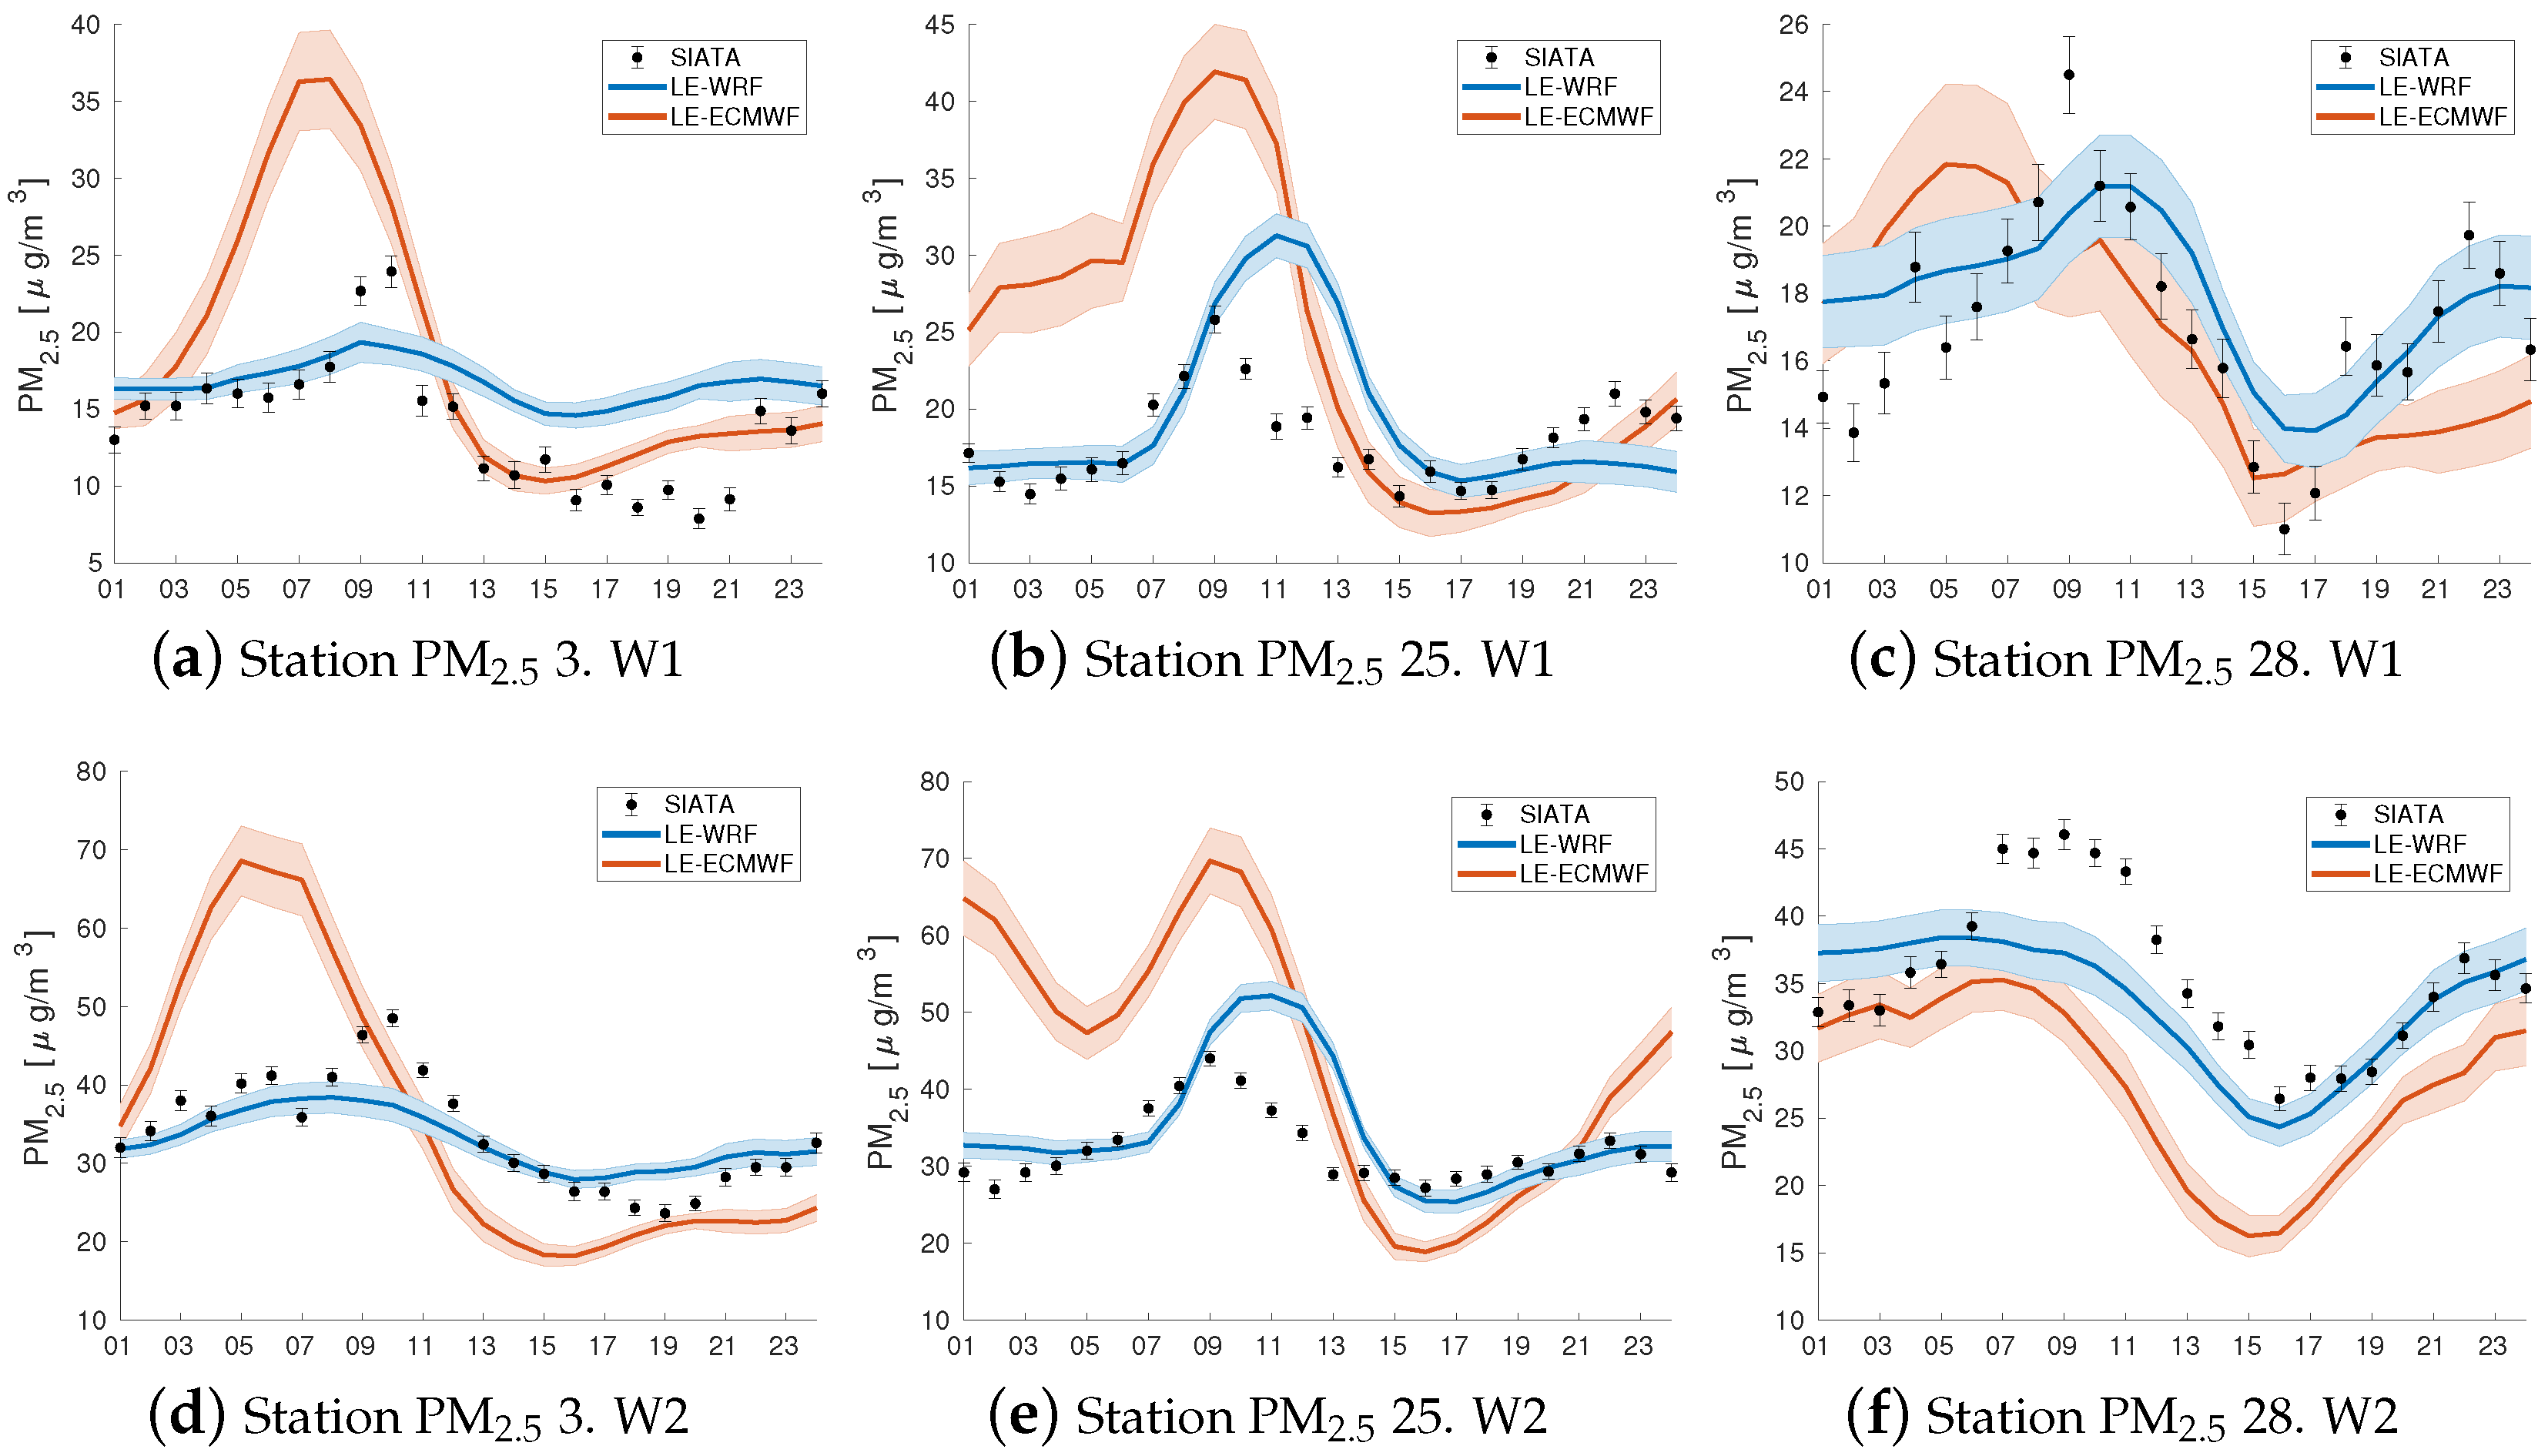 40
35
30
25
20
15
10
5
PM2.5 [ μ g/m 3]
SIATA
LE-WRF
LE-ECMWF
01 03 05 07 09 11 13 15 17 19 21 23
(a) Station PM2.5 3. W1
45
40
35
30
25
20
15
10
PM2.5 [ μ g/m 3]
SIATA
LE-WRF
LE-ECMWF
01 03 05 07 09 11 13 15 17 19 21 23
(b) Station PM2.5 25. W1
26
24
22
20
18
16
14
12
10
PM2.5 [ μ g/m 3]
SIATA
LE-WRF
LE-ECMWF
01 03 05 07 09 11 13 15 17 19 21 23
(c) Station PM2.5 28. W1
80
70
60
50
40
30
20
10
PM2.5 [ μ g/m 3]
SIATA
LE-WRF
LE-ECMWF
01 03 05 07 09 11 13 15 17 19 21 23
(d) Station PM2.5 3. W2
80
70
60
50
40
30
20
10
PM2.5 [ μ g/m 3]
SIATA
LE-WRF
LE-ECMWF
01 03 05 07 09 11 13 15 17 19 21 23
(e) Station PM2.5 25. W2
50
45
40
35
30
25
20
15
10
PM2.5 [ μ g/m 3]
SIATA
LE-WRF
LE-ECMWF
01 03 05 07 09 11 13 15 17 19 21 23
(f) Station PM2.5 28. W2